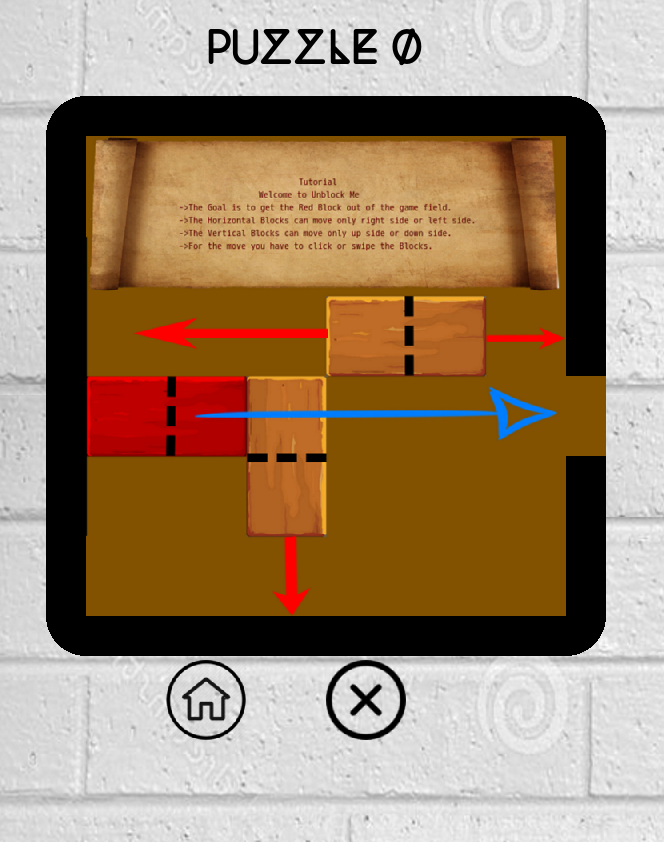 PUZZLE 0
Tutorial
Welcome to Unblock Me
->The Goal is to get the Red Block out of the game field.
->The Horizontal Blocks can move only right side or left side.
->The Vertical Blocks can move only up side or down side.
->For the move you have to click or swipe the Blocks.